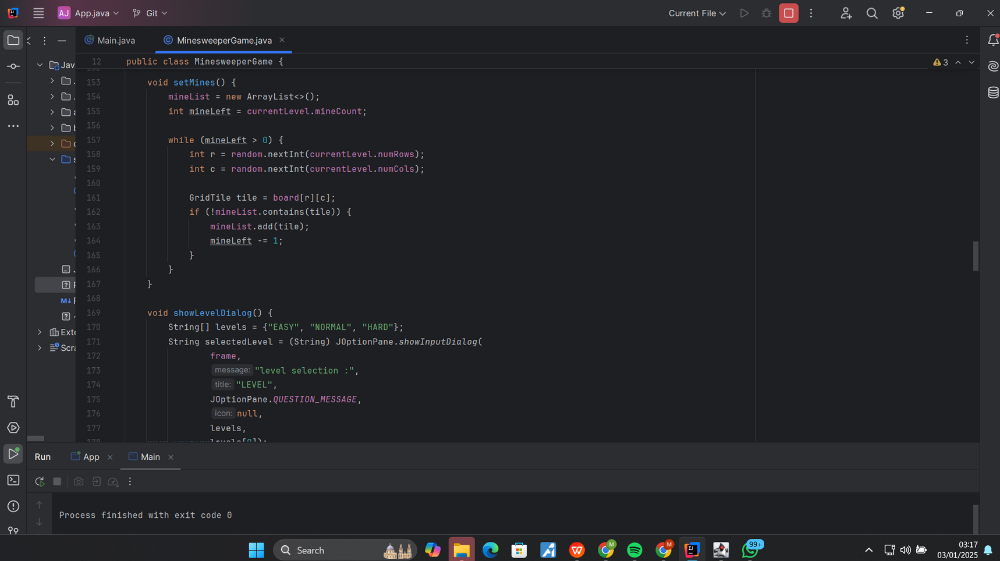 AJ App.java Git Current File
Main.java MinesweeperGame.java
Jav
12 public class MinesweeperGame { 3
153 void setMines() {
154 mineList = new ArrayList<>();
155 int mineLeft = currentLevel.mineCount;
156
157 while (mineLeft > 0) {
158 int r = random.nextInt(currentLevel.numRows);
159 int c = random.nextInt(currentLevel.numCols);
160
161 GridTile tile = board[r][c];
162 if (!mineList.contains(tile)) {
163 mineList.add(tile);
164 mineLeft -= 1;
165 }
166 }
167 }
168
169 void showLevelDialog() {
170 String[] levels = {"EASY", "NORMAL", "HARD"};
171 String selectedLevel = (String) JOptionPane.showInputDialog(
172 frame,
173 message: "level selection :",
174 title: "LEVEL",
175 JOptionPane.QUESTION_MESSAGE,
176 icon: null,
177 levels,
178 levels[0]);
M↓
Exte
Scra
Run App Main
Process finished with exit code 0
Search
99+
03:17
03/01/2025